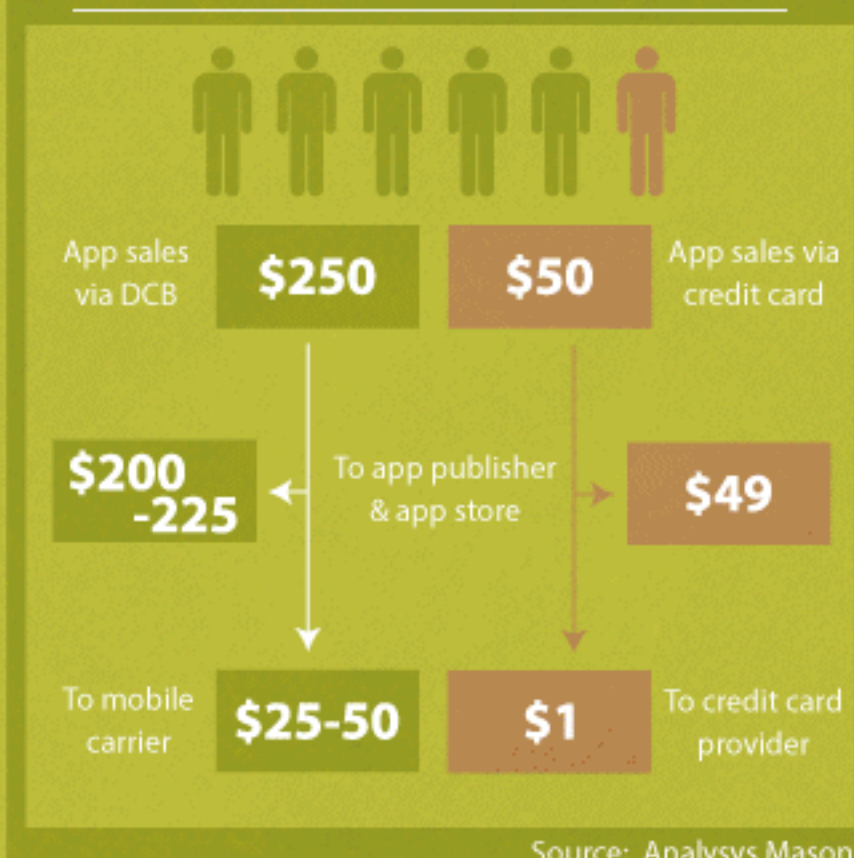 App sales
via DCB
$250
$50
App sales via
credit card
$200
-225
To app publisher
& app store
$49
To mobile
carrier
$25-50
$1
To credit card
provider
Source: Analysys Mason